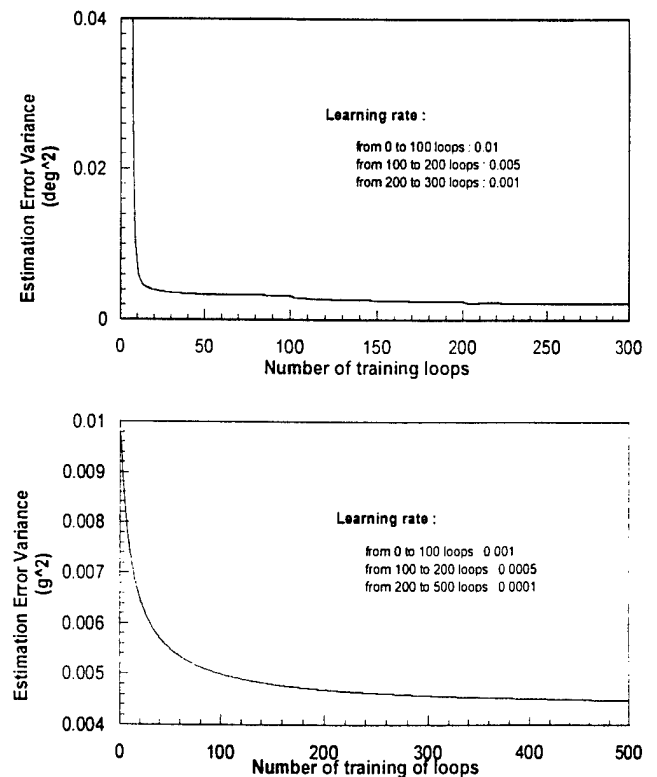 0.04
0.02
0
Estimation Error Variance
(deg^2)
Learning rate :
from 0 to 100 loops : 0.01
from 100 to 200 loops : 0.005
from 200 to 300 loops : 0.001
0 50 100 150 200 250 300
Number of training loops
0.01
0.009
0.008
0.007
0.006
0.005
0.004
Estimation Error Variance
(g^2)
Learning rate :
from 0 to 100 loops 0.001
from 100 to 200 loops 0.0005
from 200 to 500 loops 0.0001
0 100 200 300 400 500
Number of training of loops